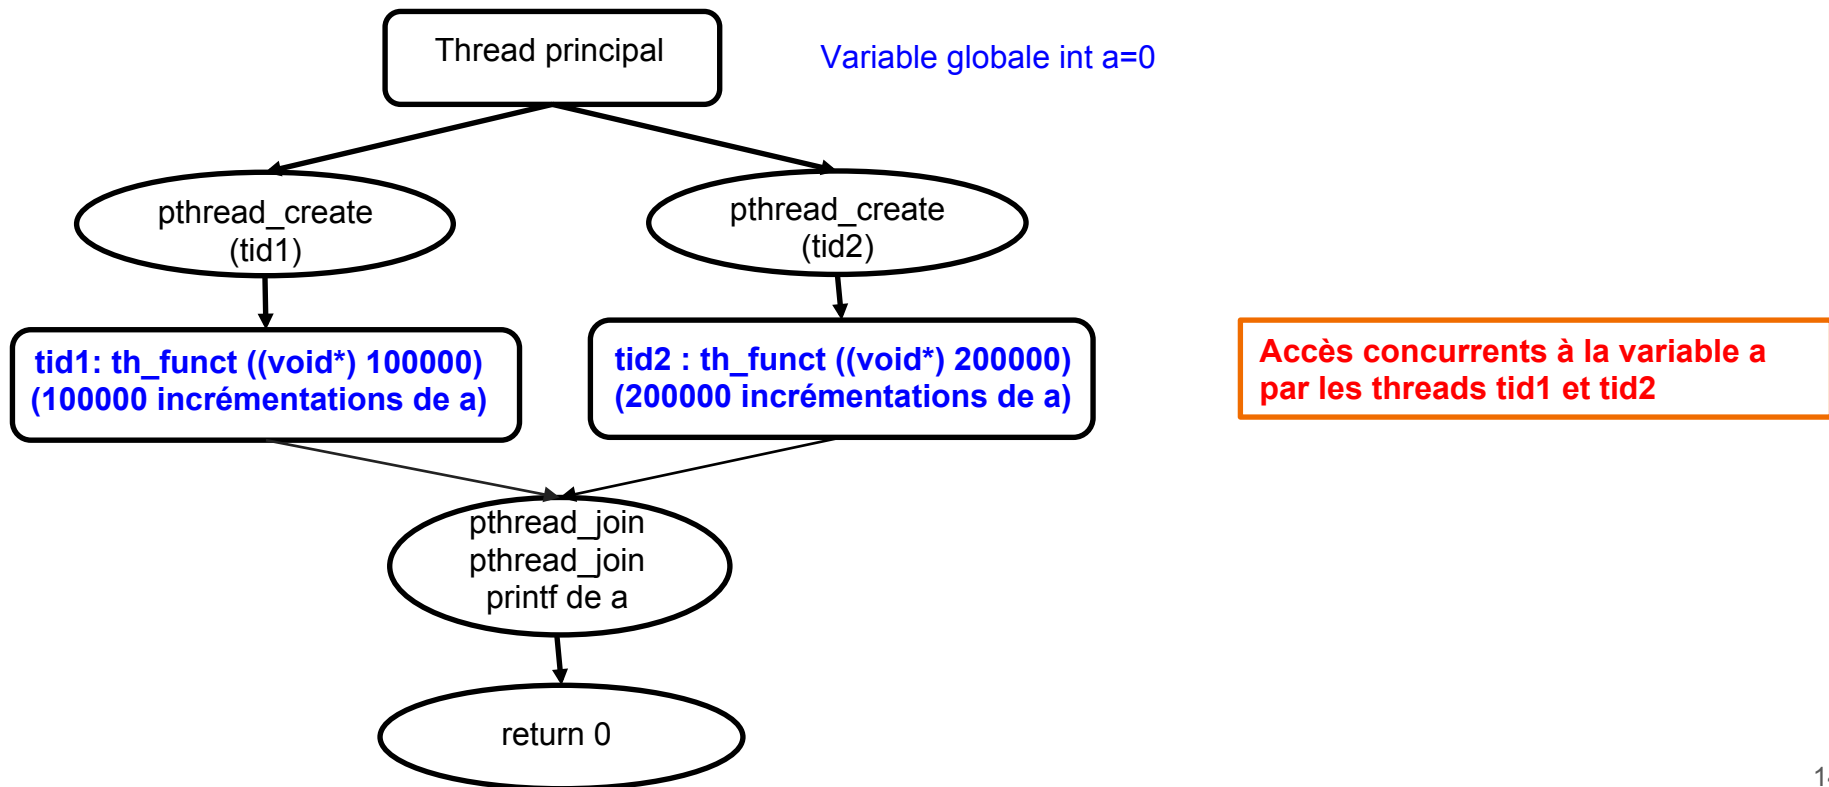 Thread principal
Variable globale int a=0
pthread_create
(tid1)
pthread_create
(tid2)
tid1: th_funct ((void*) 100000)
(100000 incrémentations de a)
tid2 : th_funct ((void*) 200000)
(200000 incrémentations de a)
Accès concurrents à la variable a
par les threads tid1 et tid2
pthread_join
pthread_join
printf de a
return 0